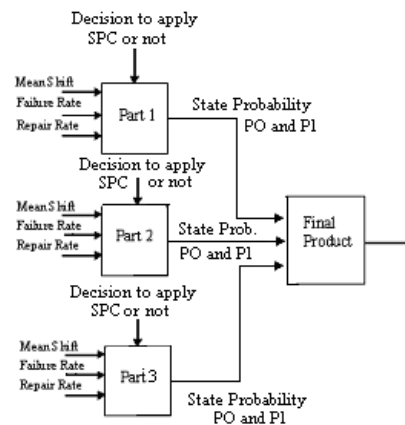 Decision to apply
SPC or not
Mean Shift
Failure Rate
Repair Rate
Part 1
State Probability
PO and P1
Decision to apply
SPC or not
Mean Shift
Failure Rate
Repair Rate
Part 2
State Prob.
PO and P1
Final
Product
Decision to apply
SPC or not
Mean Shift
Failure Rate
Repair Rate
Part 3
State Probability
PO and P1